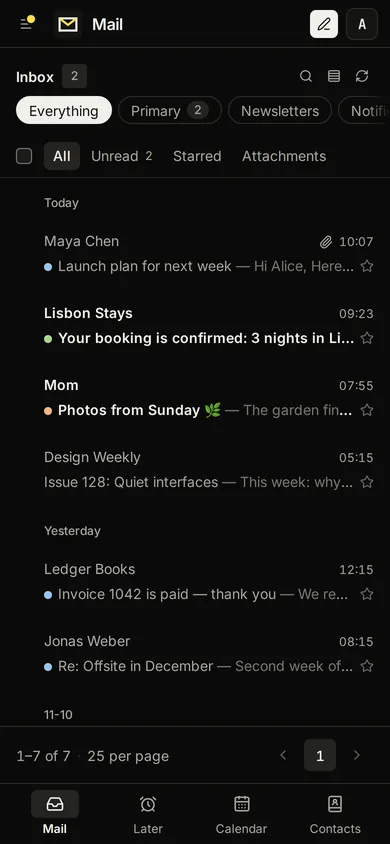 Mail
A
Inbox 2
Everything Primary 2 Newsletters Notifi
All Unread 2 Starred Attachments
Today
Maya Chen 10:07
Launch plan for next week — Hi Alice, Here...
Lisbon Stays 09:23
Your booking is confirmed: 3 nights in Li...
Mom 07:55
Photos from Sunday 🌿 — The garden fin...
Design Weekly 05:15
Issue 128: Quiet interfaces — This week: why...
Yesterday
Ledger Books 12:15
Invoice 1042 is paid — thank you — We re...
Jonas Weber 08:15
Re: Offsite in December — Second week of...
11-10
1–7 of 7 · 25 per page 1
Mail Later Calendar Contacts